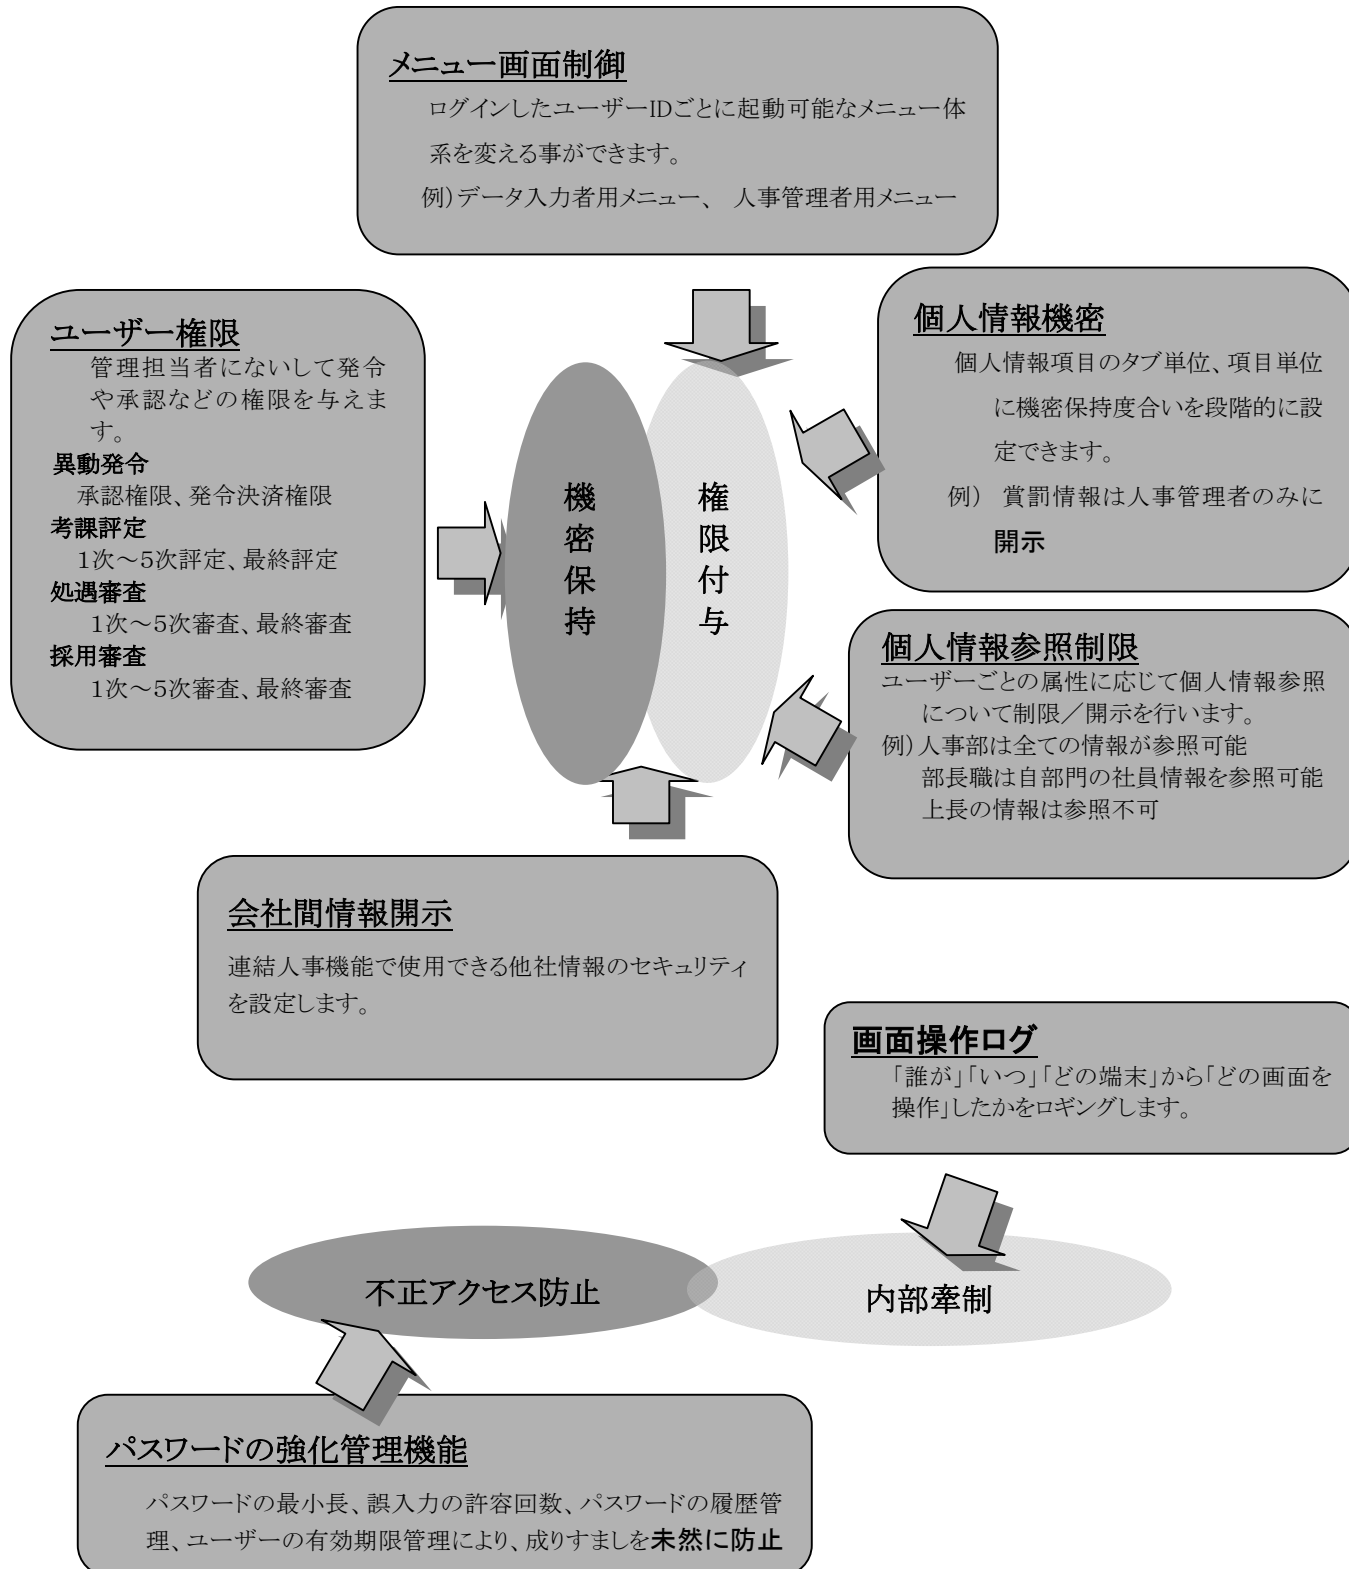 メニュー画面制御
ログインしたユーザーIDごとに起動可能なメニュー体
系を変える事ができます。
例)データ入力者用メニュー、 人事管理者用メニュー
ユーザー権限
管理担当者にないして発令
や承認などの権限を与えま
す。
異動発令
承認権限、発令決済権限
考課評定
1次～5次評定、最終評定
処遇審査
1次～5次審査、最終審査
採用審査
1次～5次審査、最終審査
機密保持
権限付与
個人情報機密
個人情報項目のタブ単位、項目単位
に機密保持度合いを段階的に設
定できます。
例) 賞罰情報は人事管理者のみに
開示
個人情報参照制限
ユーザーごとの属性に応じて個人情報参照
について制限／開示を行います。
例)人事部は全ての情報が参照可能
部長職は自部門の社員情報を参照可能
上長の情報は参照不可
会社間情報開示
連結人事機能で使用できる他社情報のセキュリティ
を設定します。
画面操作ログ
「誰が」「いつ」「どの端末」から「どの画面を
操作」したかをロギングします。
不正アクセス防止
内部牽制
パスワードの強化管理機能
パスワードの最小長、誤入力の許容回数、パスワードの履歴管
理、ユーザーの有効期限管理により、成りすましを未然に防止